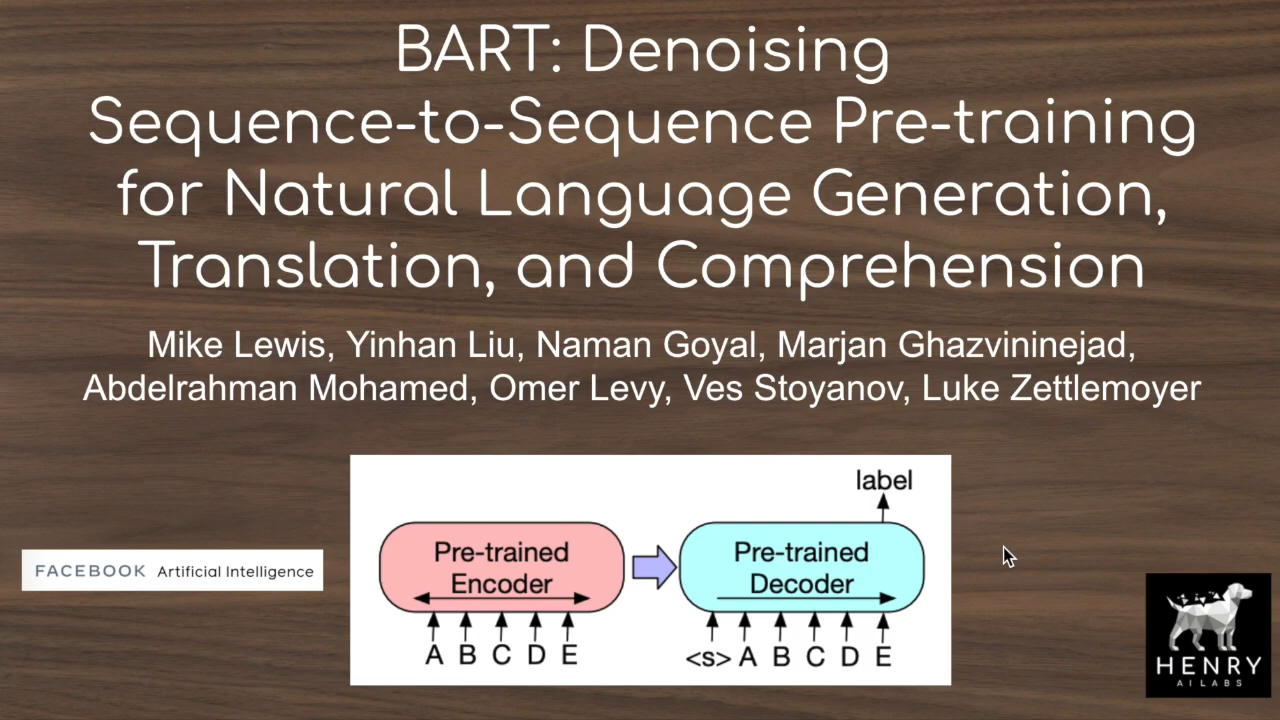 BART: Denoising
Sequence-to-Sequence Pre-training
for Natural Language Generation,
Translation, and Comprehension
Mike Lewis, Yinhan Liu, Naman Goyal, Marjan Ghazvininejad,
Abdelrahman Mohamed, Omer Levy, Ves Stoyanov, Luke Zettlemoyer
label
Pre-trained
Encoder
Pre-trained
Decoder
A B C D E
<s> A B C D E
FACEBOOK Artificial Intelligence
HENRY
AI LABS